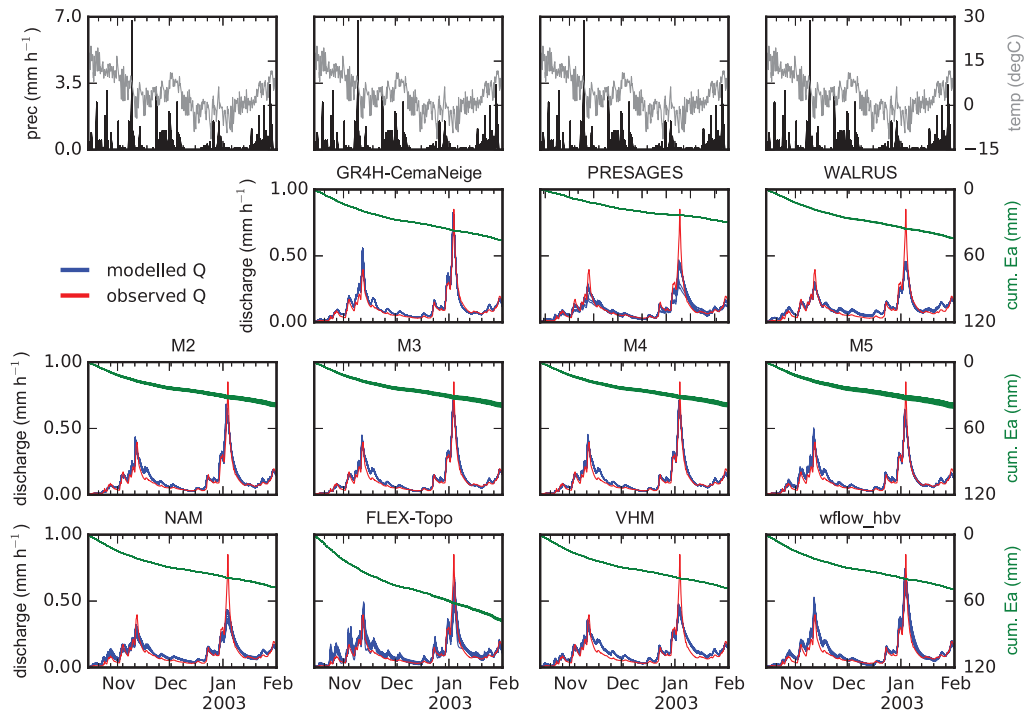 7.0
3.5
0.0
prec (mm h⁻¹)
30
15
0
−15
temp (degC)
GR4H-CemaNeige
PRESAGES
WALRUS
modelled Q
observed Q
1.00
0.50
0.00
discharge (mm h⁻¹)
0
60
120
cum. Ea (mm)
M2
M3
M4
M5
1.00
0.50
0.00
discharge (mm h⁻¹)
0
60
120
cum. Ea (mm)
NAM
FLEX-Topo
VHM
wflow_hbv
1.00
0.50
0.00
discharge (mm h⁻¹)
0
60
120
cum. Ea (mm)
Nov Dec Jan Feb
2003
Nov Dec Jan Feb
2003
Nov Dec Jan Feb
2003
Nov Dec Jan Feb
2003